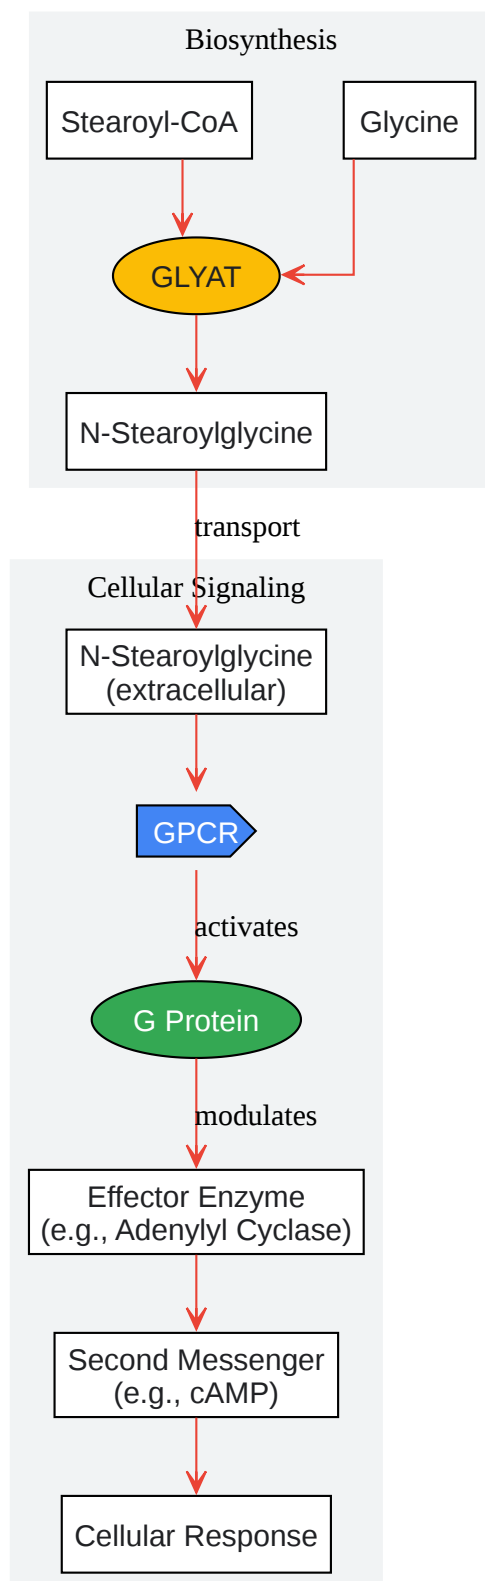 Biosynthesis
Stearoyl-CoA
Glycine
GLYAT
N-Stearoylglycine
transport
Cellular Signaling
N-Stearoylglycine
(extracellular)
GPCR
activates
G Protein
modulates
Effector Enzyme
(e.g., Adenylyl Cyclase)
Second Messenger
(e.g., cAMP)
Cellular Response